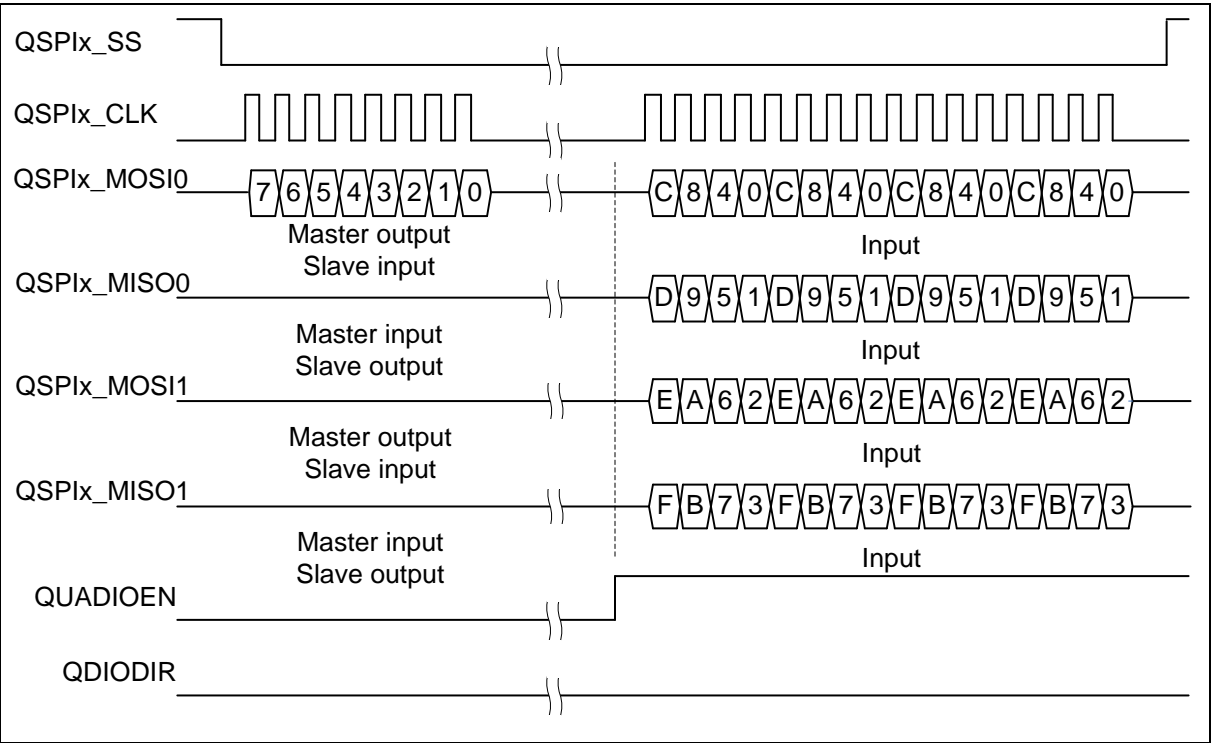 QSPIx_SS
QSPIx_CLK
QSPIx_MOSI0 7 6 5 4 3 2 1 0 C 8 4 0 C 8 4 0 C 8 4 0 C 8 4 0
Master output
Slave input
Input
QSPIx_MISO0 D 9 5 1 D 9 5 1 D 9 5 1 D 9 5 1
Master input
Slave output
Input
QSPIx_MOSI1 E A 6 2 E A 6 2 E A 6 2 E A 6 2
Master output
Slave input
Input
QSPIx_MISO1 F B 7 3 F B 7 3 F B 7 3 F B 7 3
Master input
Slave output
Input
QUADIOEN
QDIODIR